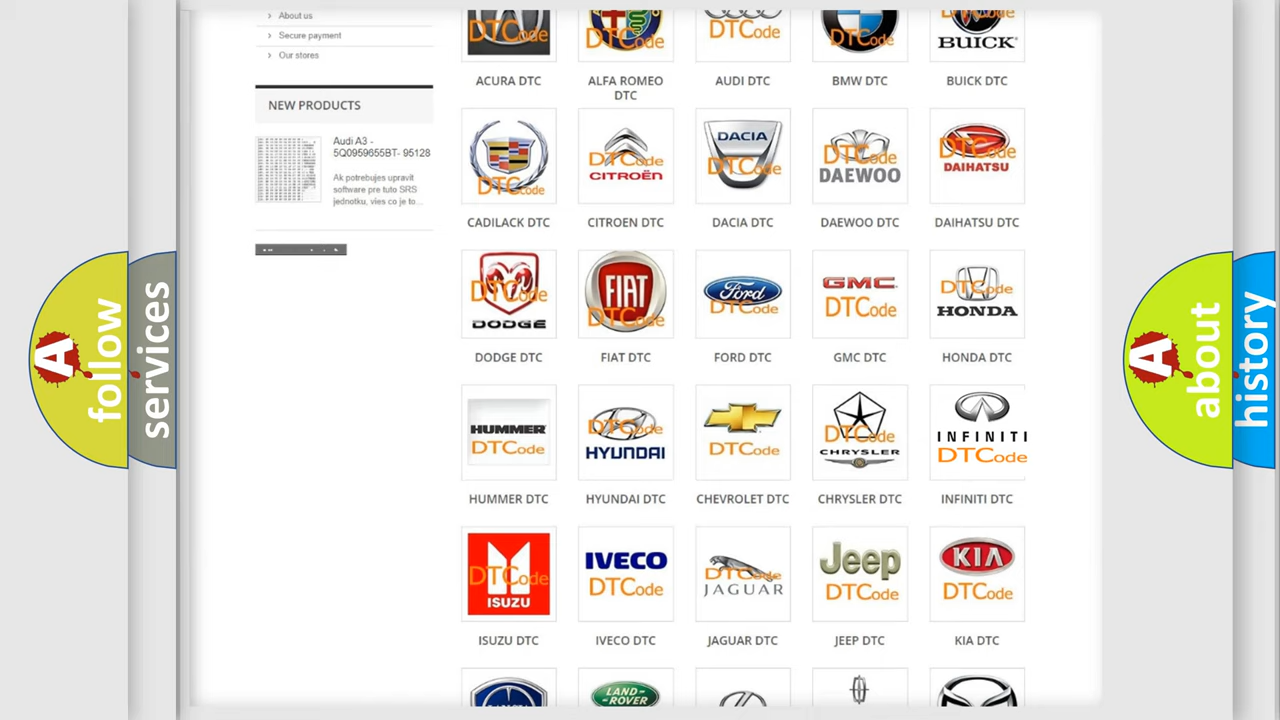 About us
Secure payment
Our stores
NEW PRODUCTS
Audi A3 -
5Q0959655BT- 95128
Ak potrebujes upravit
software pre tuto SRS
jednotku, vies co je to...
DTCode
DTCode
DTCode
DTCode
BUICK
ACURA DTC
ALFA ROMEO
DTC
AUDI DTC
BMW DTC
BUICK DTC
DTCode
DTCode
CITROËN
DACIA
DTCode
DTCode
DAEWOO
DTCode
DAIHATSU
CADILACK DTC
CITROEN DTC
DACIA DTC
DAEWOO DTC
DAIHATSU DTC
DTCode
DODGE
FIAT
DTCode
Ford
DTCode
GMC
DTCode
DTCode
HONDA
DODGE DTC
FIAT DTC
FORD DTC
GMC DTC
HONDA DTC
HUMMER
DTCode
DTCode
HYUNDAI
DTCode
DTCode
CHRYSLER
INFINITI
DTCode
HUMMER DTC
HYUNDAI DTC
CHEVROLET DTC
CHRYSLER DTC
INFINITI DTC
DTCode
ISUZU
IVECO
DTCode
DTCode
JAGUAR
Jeep
DTCode
KIA
DTCode
ISUZU DTC
IVECO DTC
JAGUAR DTC
JEEP DTC
KIA DTC
LAND-
ROVER
A
follow
services
A
about
history